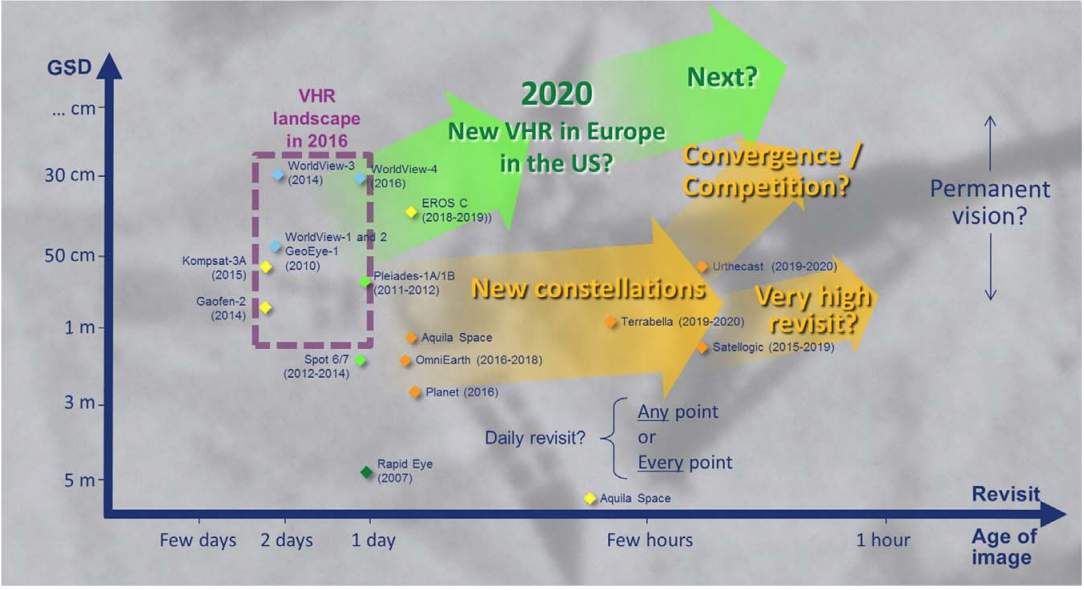 GSD
... cm
30 cm
50 cm
1 m
3 m
5 m
VHR
landscape
in 2016
2020
New VHR in Europe
in the US?
Next?
Convergence /
Competition?
Permanent
vision?
WorldView-3
(2014)
WorldView-4
(2016)
EROS C
(2018-2019))
WorldView-1 and 2
GeoEye-1
(2010)
Kompsat-3A
(2015)
Gaofen-2
(2014)
Pleiades-1A/1B
(2011-2012)
New constellations
Urthecast (2019-2020)
Very high
revisit?
Terrabella (2019-2020)
Satellogic (2015-2019)
Aquila Space
Spot 6/7
(2012-2014)
OmniEarth (2016-2018)
Planet (2016)
Daily revisit?
Any point
or
Every point
Rapid Eye
(2007)
Aquila Space
Revisit
Few days
2 days
1 day
Few hours
1 hour
Age of
image